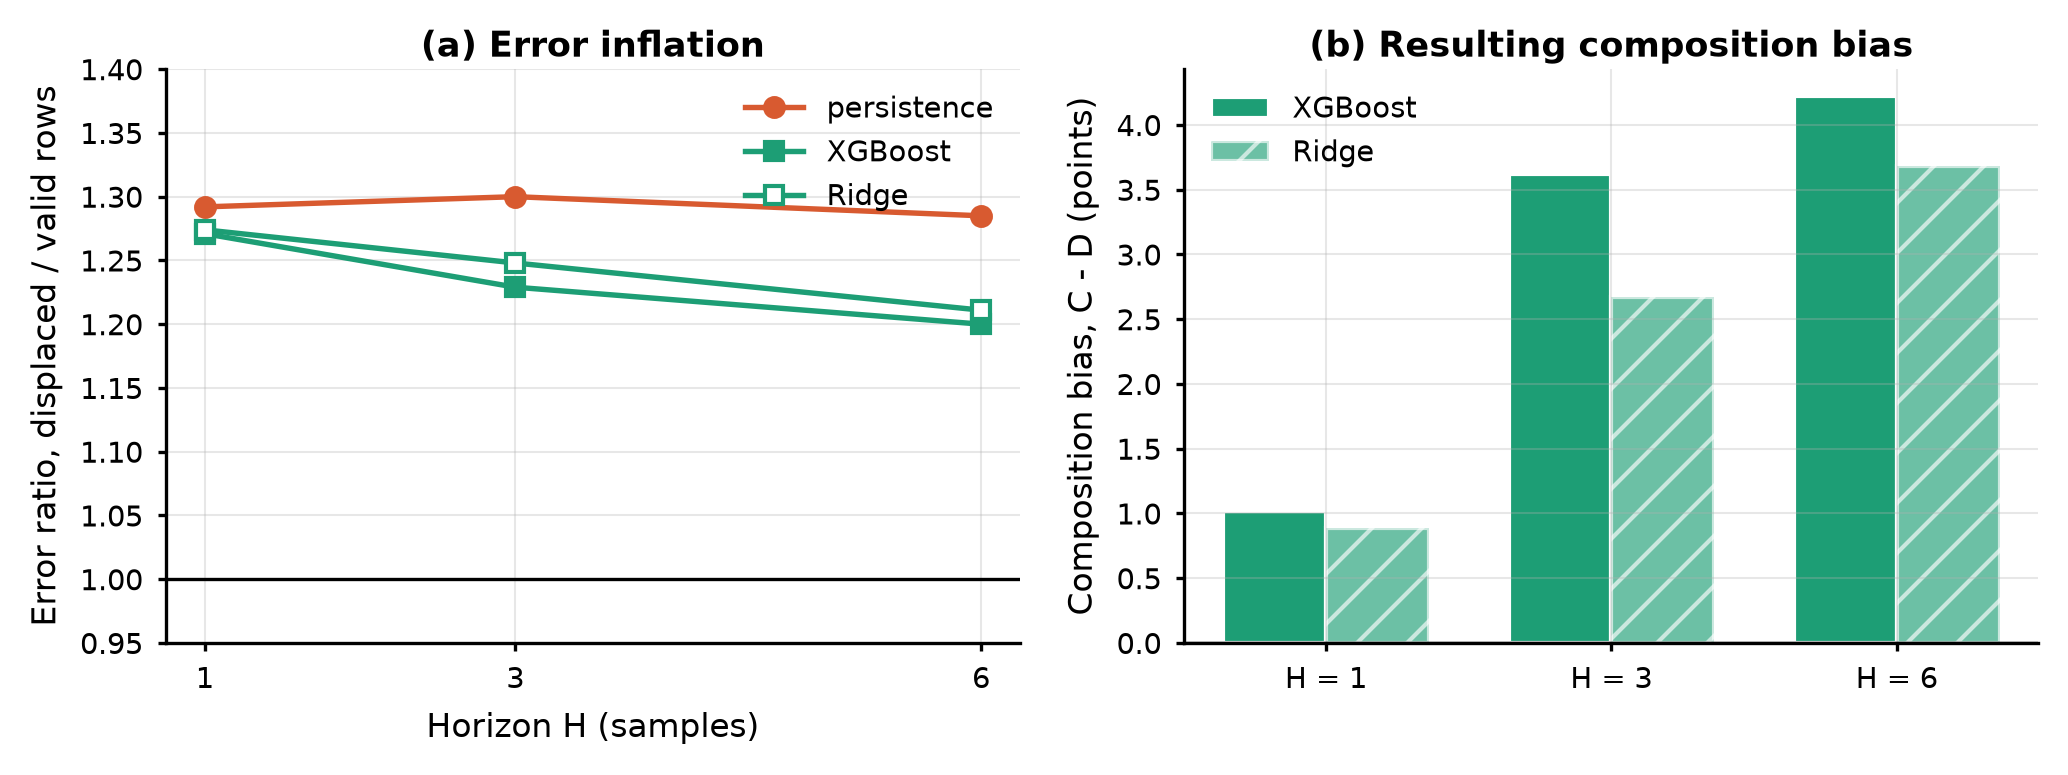 (a) Error inflation
Error ratio, displaced / valid rows
1.40
1.35
1.30
1.25
1.20
1.15
1.10
1.05
1.00
0.95
persistence
XGBoost
Ridge
1 3 6
Horizon H (samples)
(b) Resulting composition bias
Composition bias, C - D (points)
4.0
3.5
3.0
2.5
2.0
1.5
1.0
0.5
0.0
XGBoost
Ridge
H = 1 H = 3 H = 6